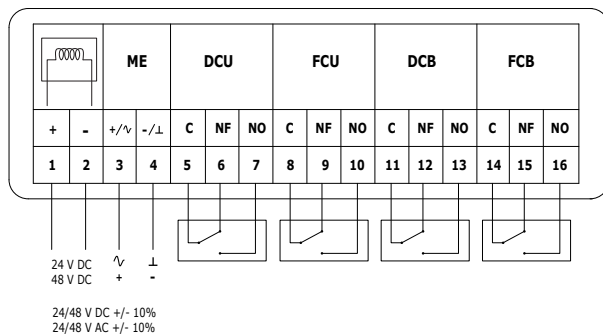 ME DCU FCU DCB FCB
+ - +/∿ -/⊥ C NF NO C NF NO C NF NO C NF NO
1 2 3 4 5 6 7 8 9 10 11 12 13 14 15 16
24 V DC ∿ ⊥
48 V DC + -
24/48 V DC +/- 10%
24/48 V AC +/- 10%